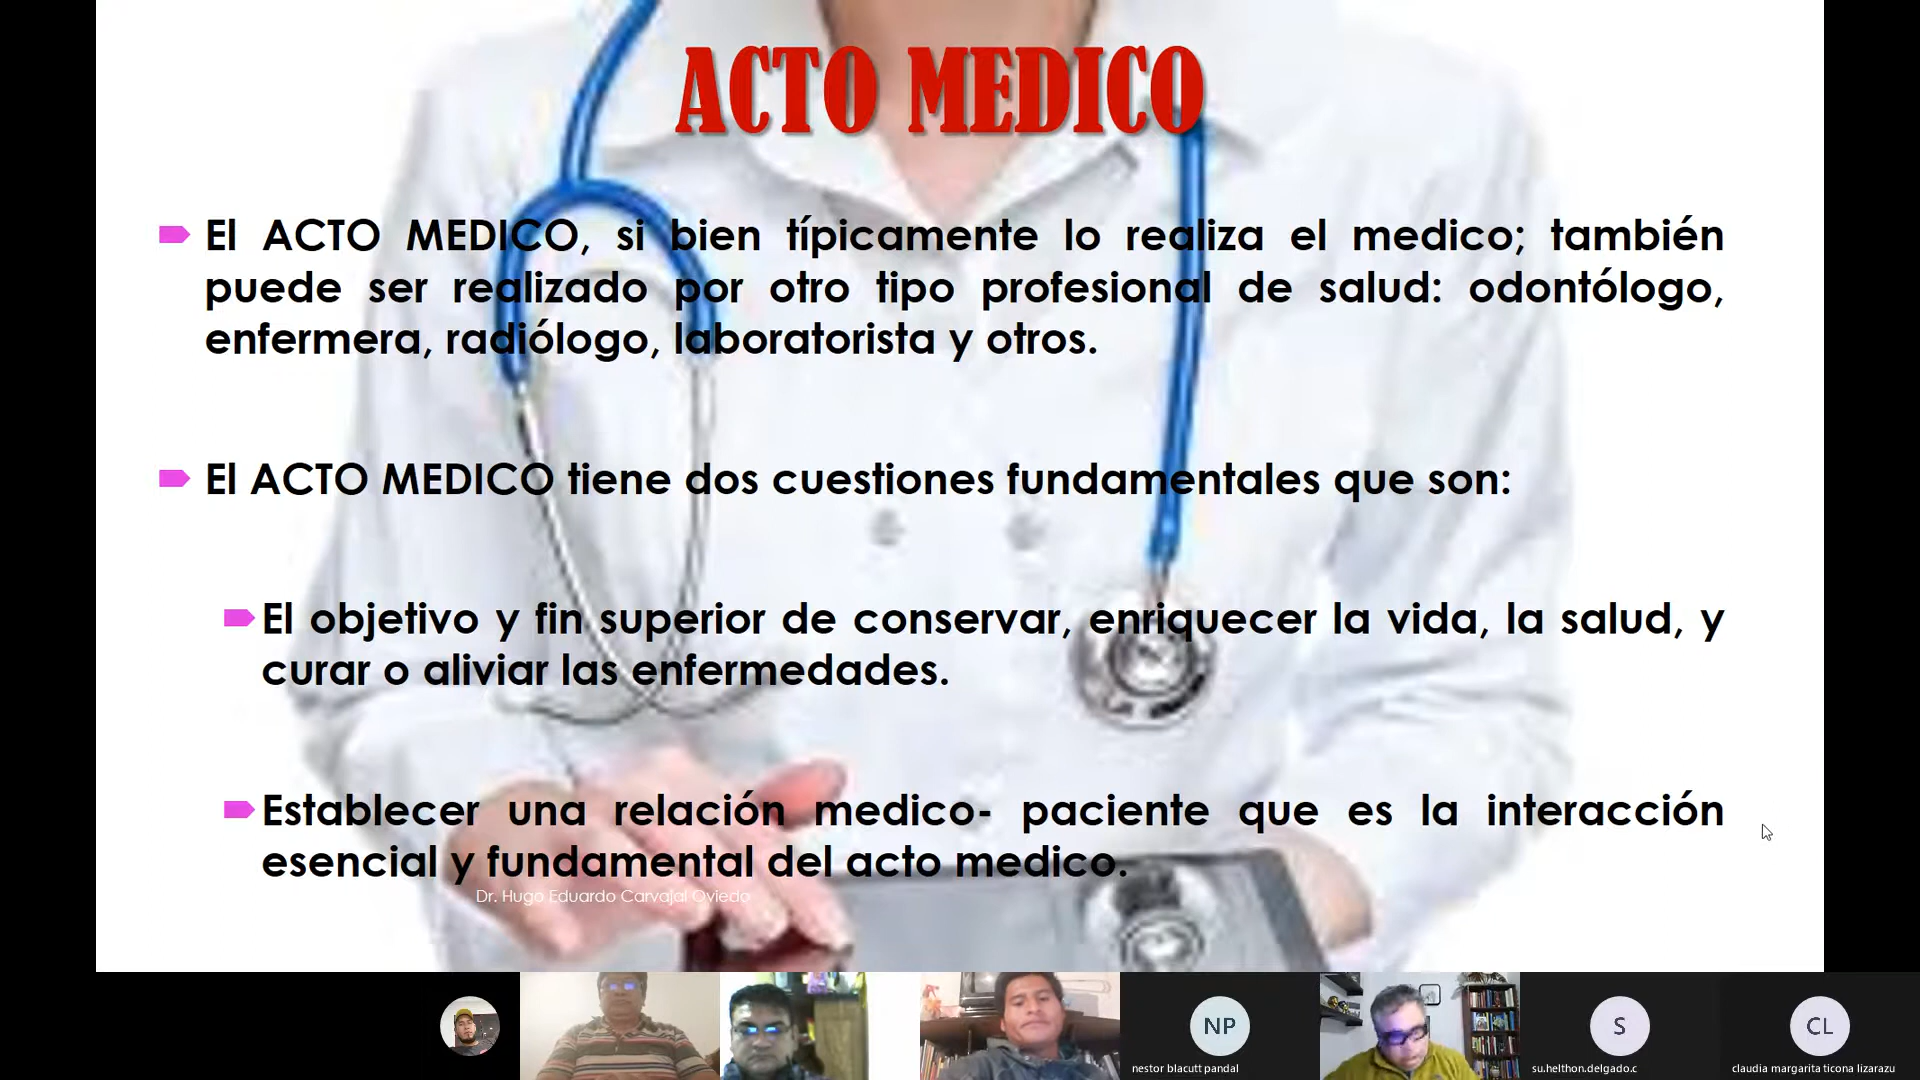 ACTO MEDICO
El ACTO MEDICO, si bien típicamente lo realiza el medico; también
puede ser realizado por otro tipo profesional de salud: odontólogo,
enfermera, radiólogo, laboratorista y otros.
El ACTO MEDICO tiene dos cuestiones fundamentales que son:
El objetivo y fin superior de conservar, enriquecer la vida, la salud, y
curar o aliviar las enfermedades.
Establecer una relación medico- paciente que es la interacción
esencial y fundamental del acto medico.
Dr. Hugo Eduardo Carvajal Oviedo
NP
S
CL
nestor blacutt pandal
su.helthon.delgado.c
claudia margarita ticona lizarazu